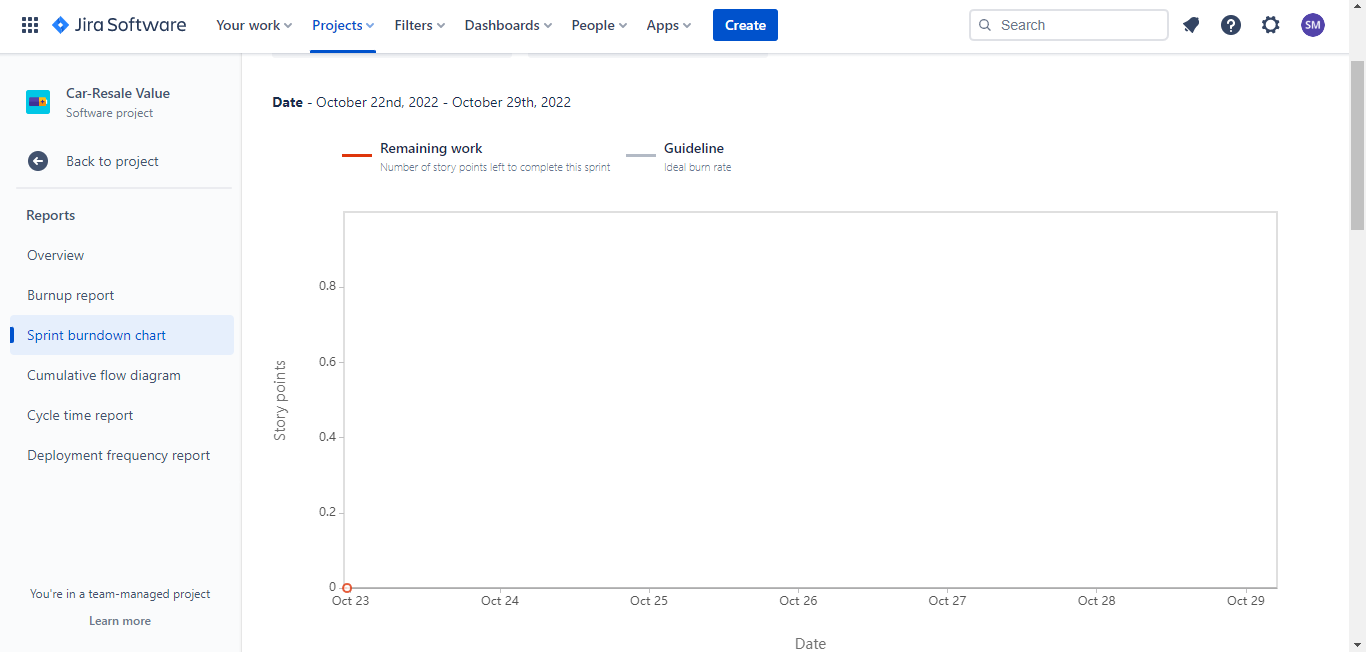 Jira Software Your work Projects Filters Dashboards People Apps Create Search SM
Car-Resale Value
Software project
Back to project
Reports
Overview
Burnup report
Sprint burndown chart
Cumulative flow diagram
Cycle time report
Deployment frequency report
You're in a team-managed project
Learn more
Date - October 22nd, 2022 - October 29th, 2022
Remaining work
Number of story points left to complete this sprint
Guideline
Ideal burn rate
Story points
0.8
0.6
0.4
0.2
0
Oct 23 Oct 24 Oct 25 Oct 26 Oct 27 Oct 28 Oct 29
Date